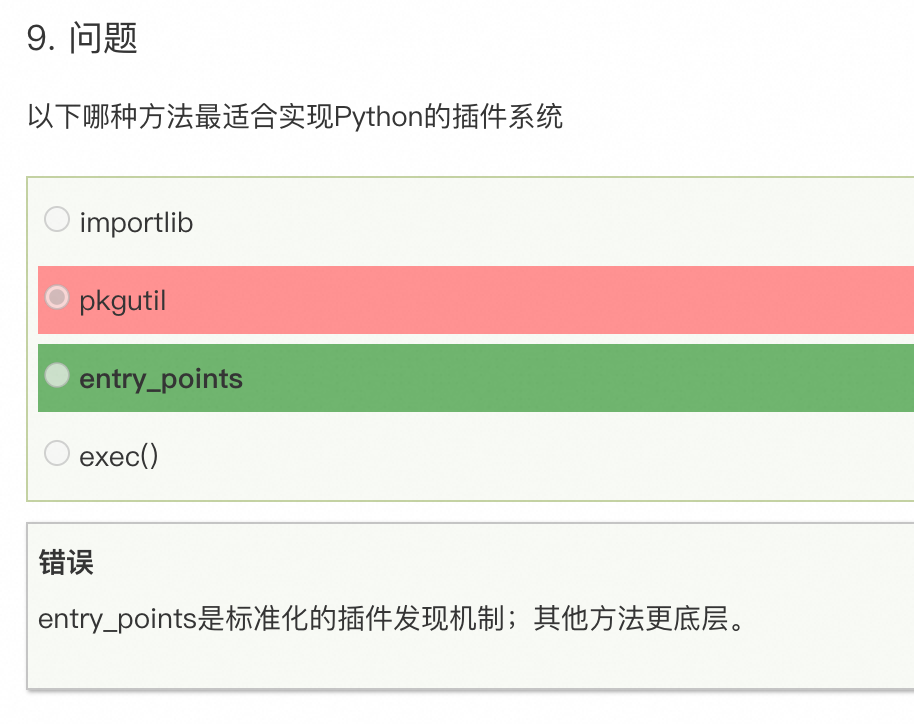 9. 问题
以下哪种方法最适合实现Python的插件系统
importlib
pkgutil
entry_points
exec()
错误
entry_points是标准化的插件发现机制；其他方法更底层。